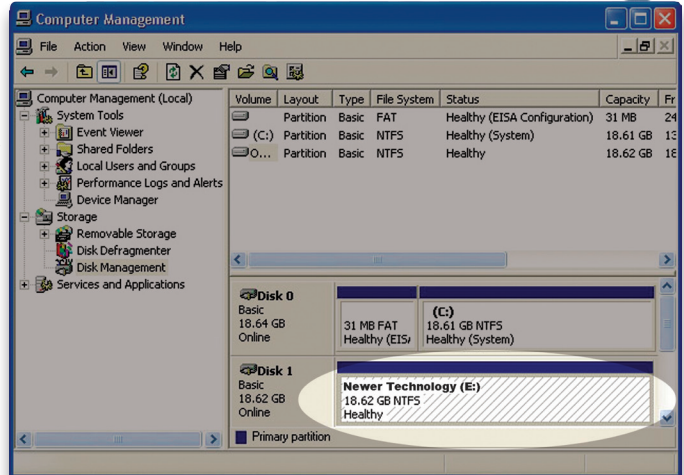 Computer Management
File Action View Window Help
Computer Management (Local)
System Tools
Event Viewer
Shared Folders
Local Users and Groups
Performance Logs and Alerts
Device Manager
Storage
Removable Storage
Disk Defragmenter
Disk Management
Services and Applications
Volume Layout Type File System Status Capacity Fr
Partition Basic FAT Healthy (EISA Configuration) 31 MB 24
(C:) Partition Basic NTFS Healthy (System) 18.61 GB 13
O... Partition Basic NTFS Healthy 18.62 GB 18
Disk 0
Basic
18.64 GB
Online
31 MB FAT
Healthy (EISA
(C:)
18.61 GB NTFS
Healthy (System)
Disk 1
Basic
18.62 GB
Online
Newer Technology (E:)
18.62 GB NTFS
Healthy
Primary partition